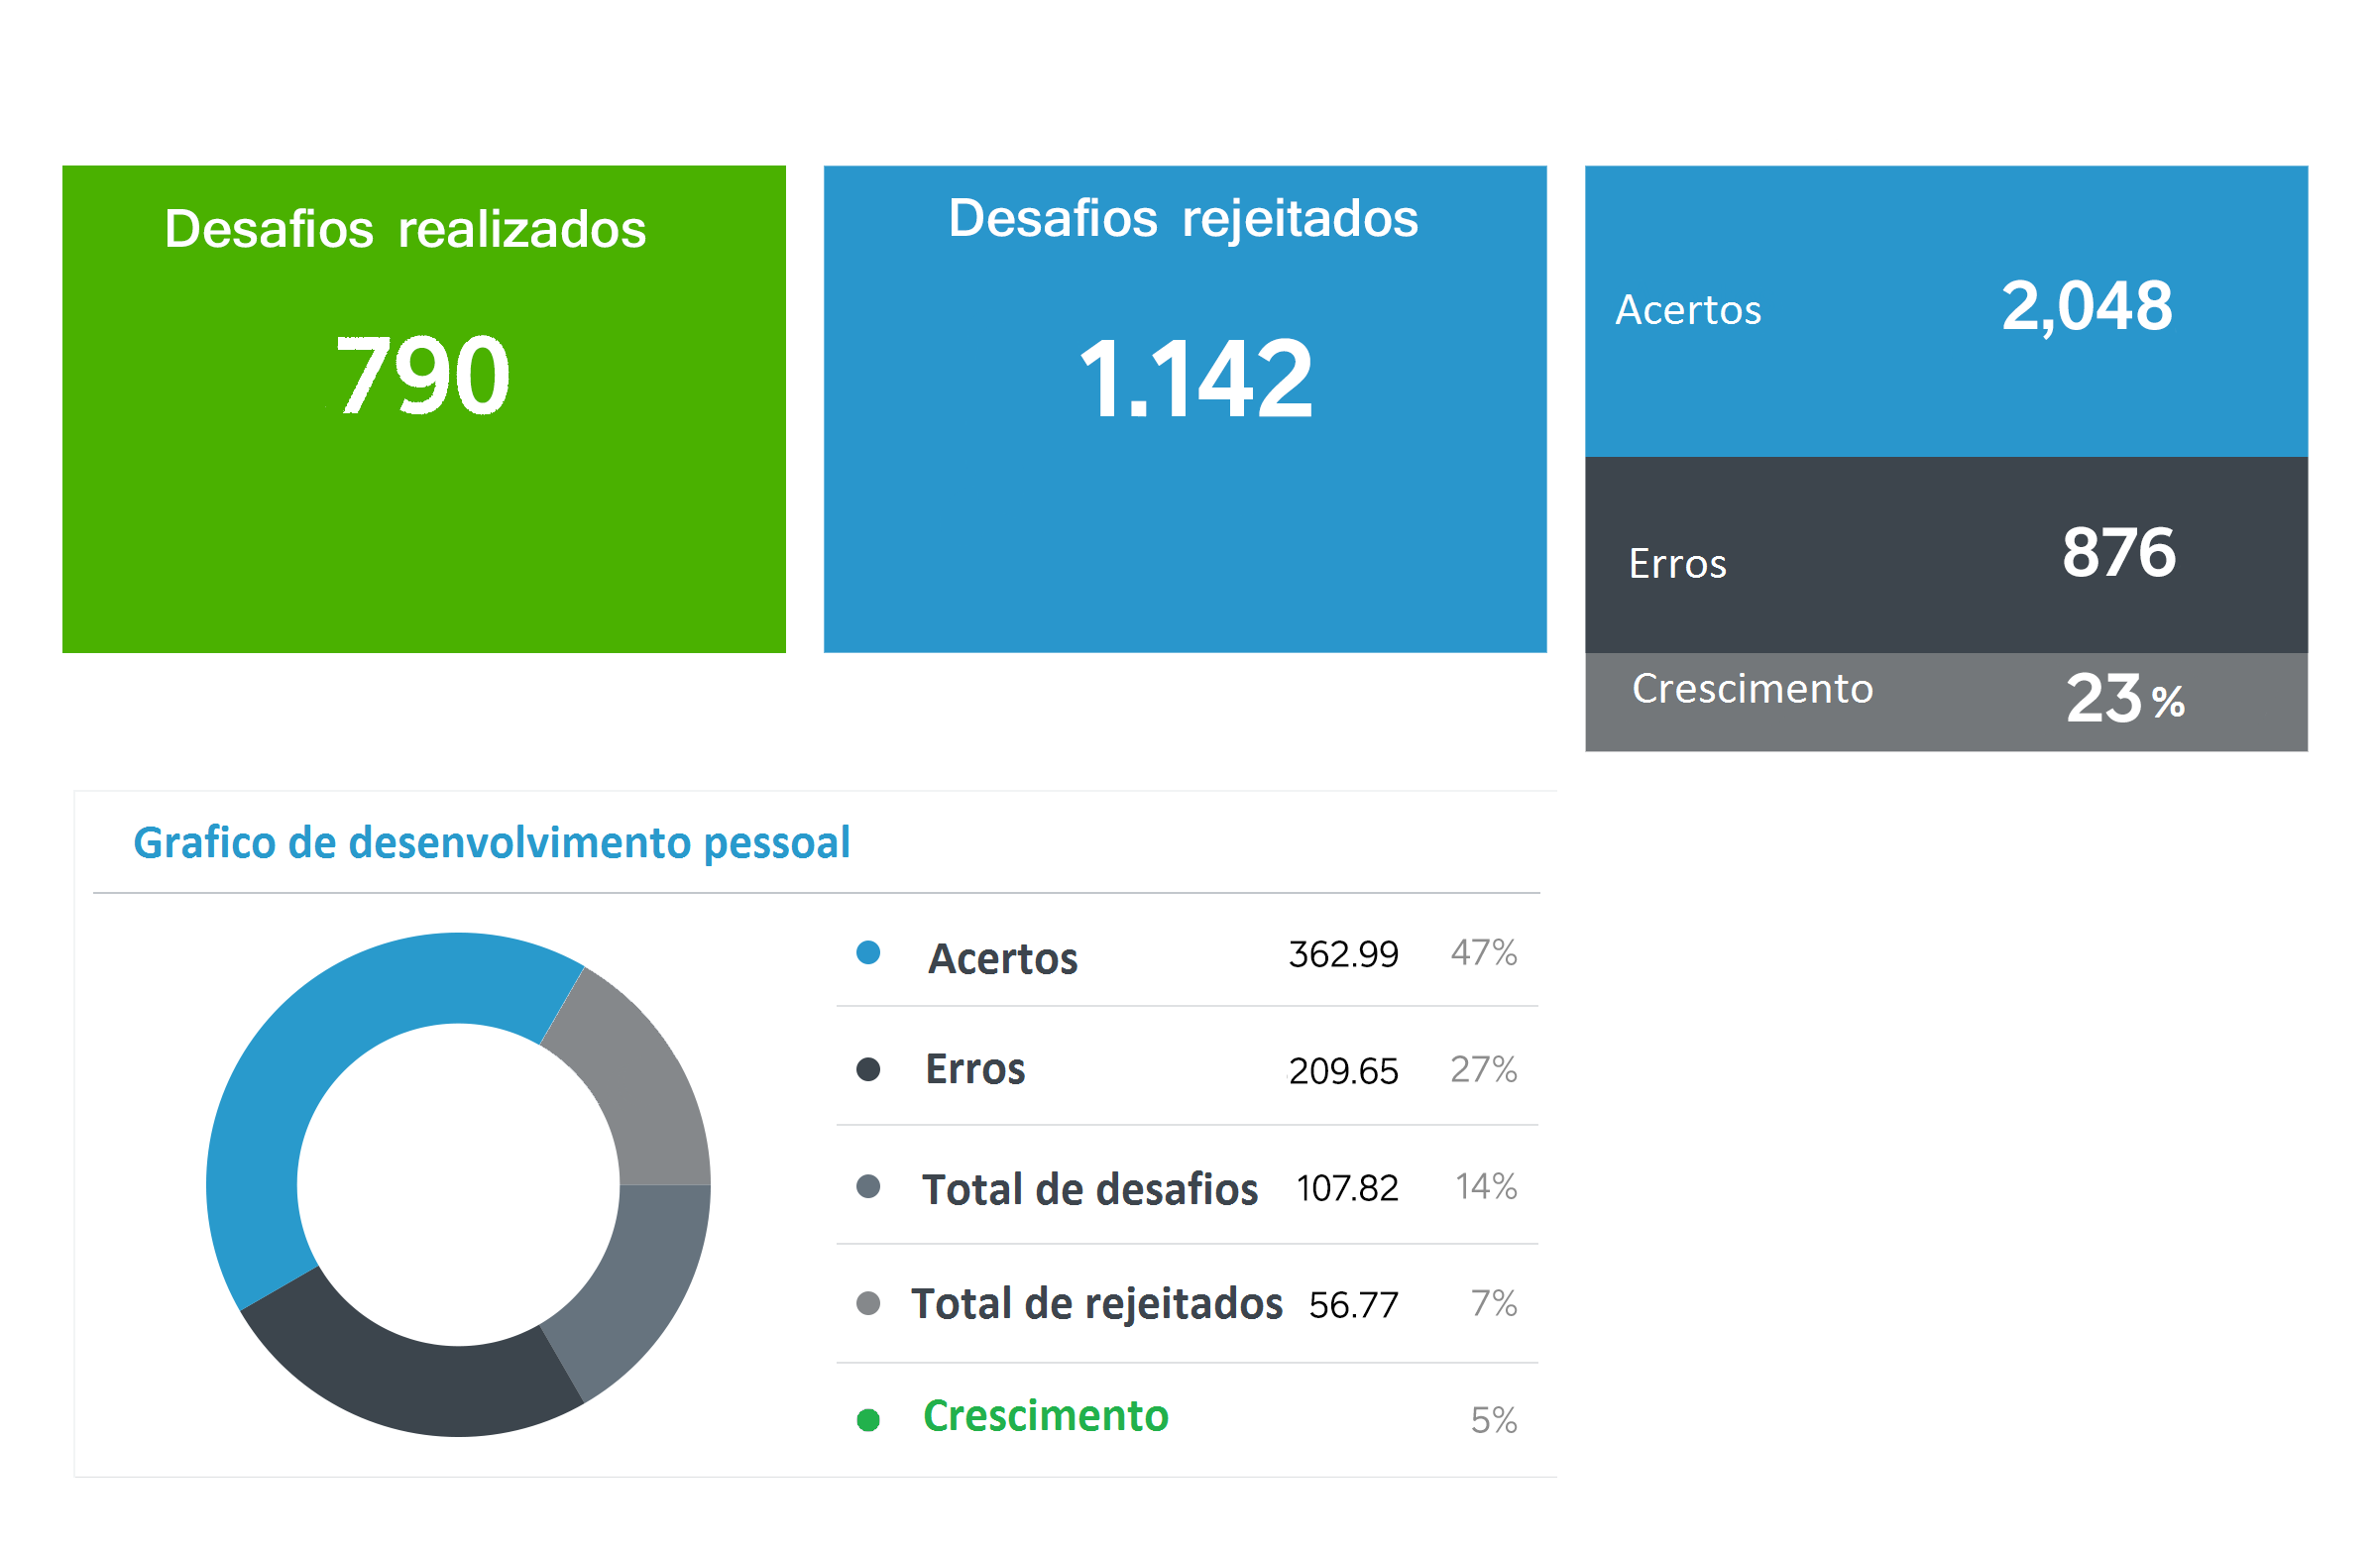 Desafios realizados
790
Desafios rejeitados
1.142
Acertos 2,048
Erros 876
Crescimento 23 %
Grafico de desenvolvimento pessoal
Acertos 362.99 47%
Erros 209.65 27%
Total de desafios 107.82 14%
Total de rejeitados 56.77 7%
Crescimento 5%